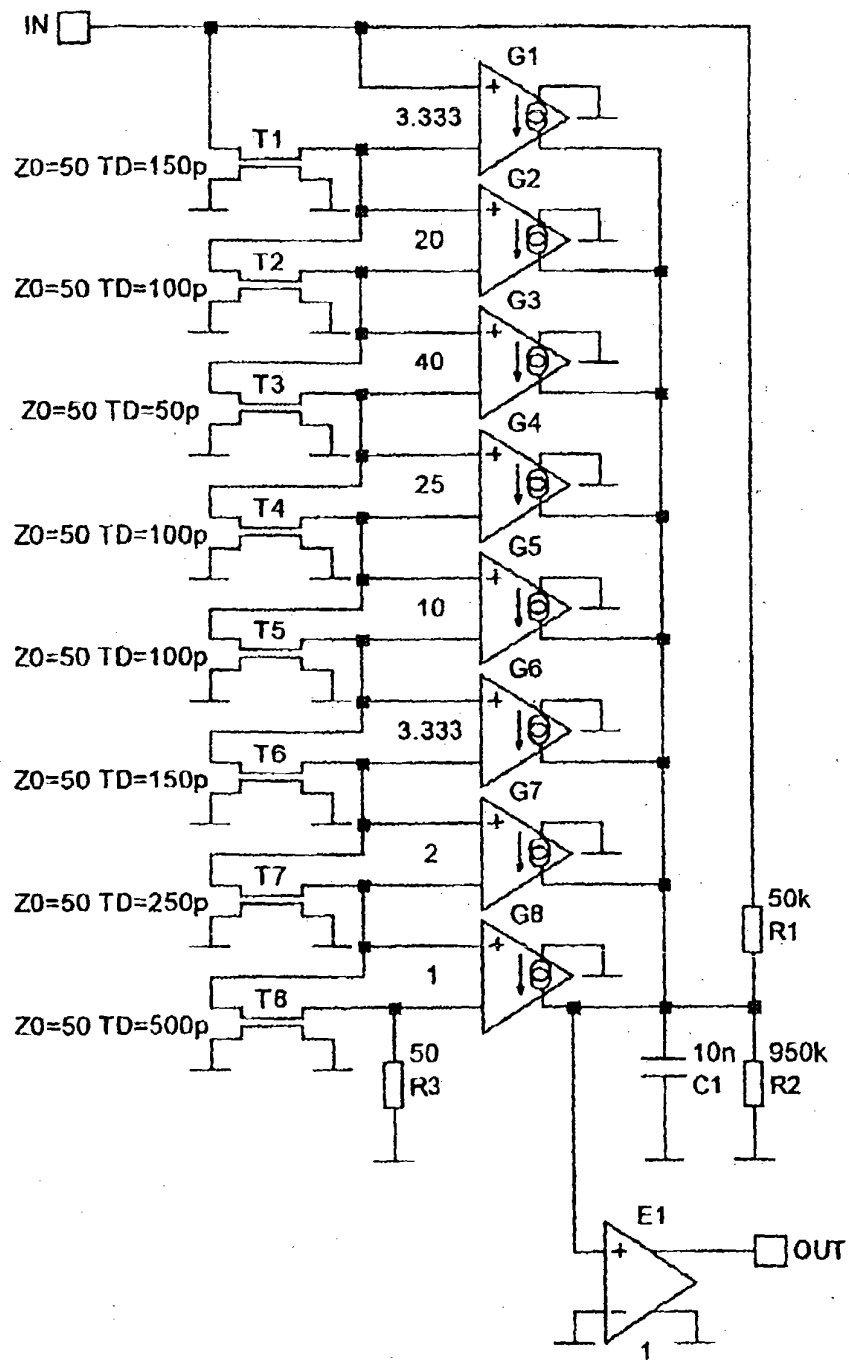 IN
G1
+
3.333
T1
Z0=50 TD=150p
G2
+
20
T2
Z0=50 TD=100p
G3
+
40
T3
Z0=50 TD=50p
G4
+
25
T4
Z0=50 TD=100p
G5
+
10
T5
Z0=50 TD=100p
G6
+
3.333
T6
Z0=50 TD=150p
G7
+
2
T7
Z0=50 TD=250p
50k
R1
G8
+
1
T8
Z0=50 TD=500p
50
R3
10n
C1
950k
R2
E1
+
OUT
1